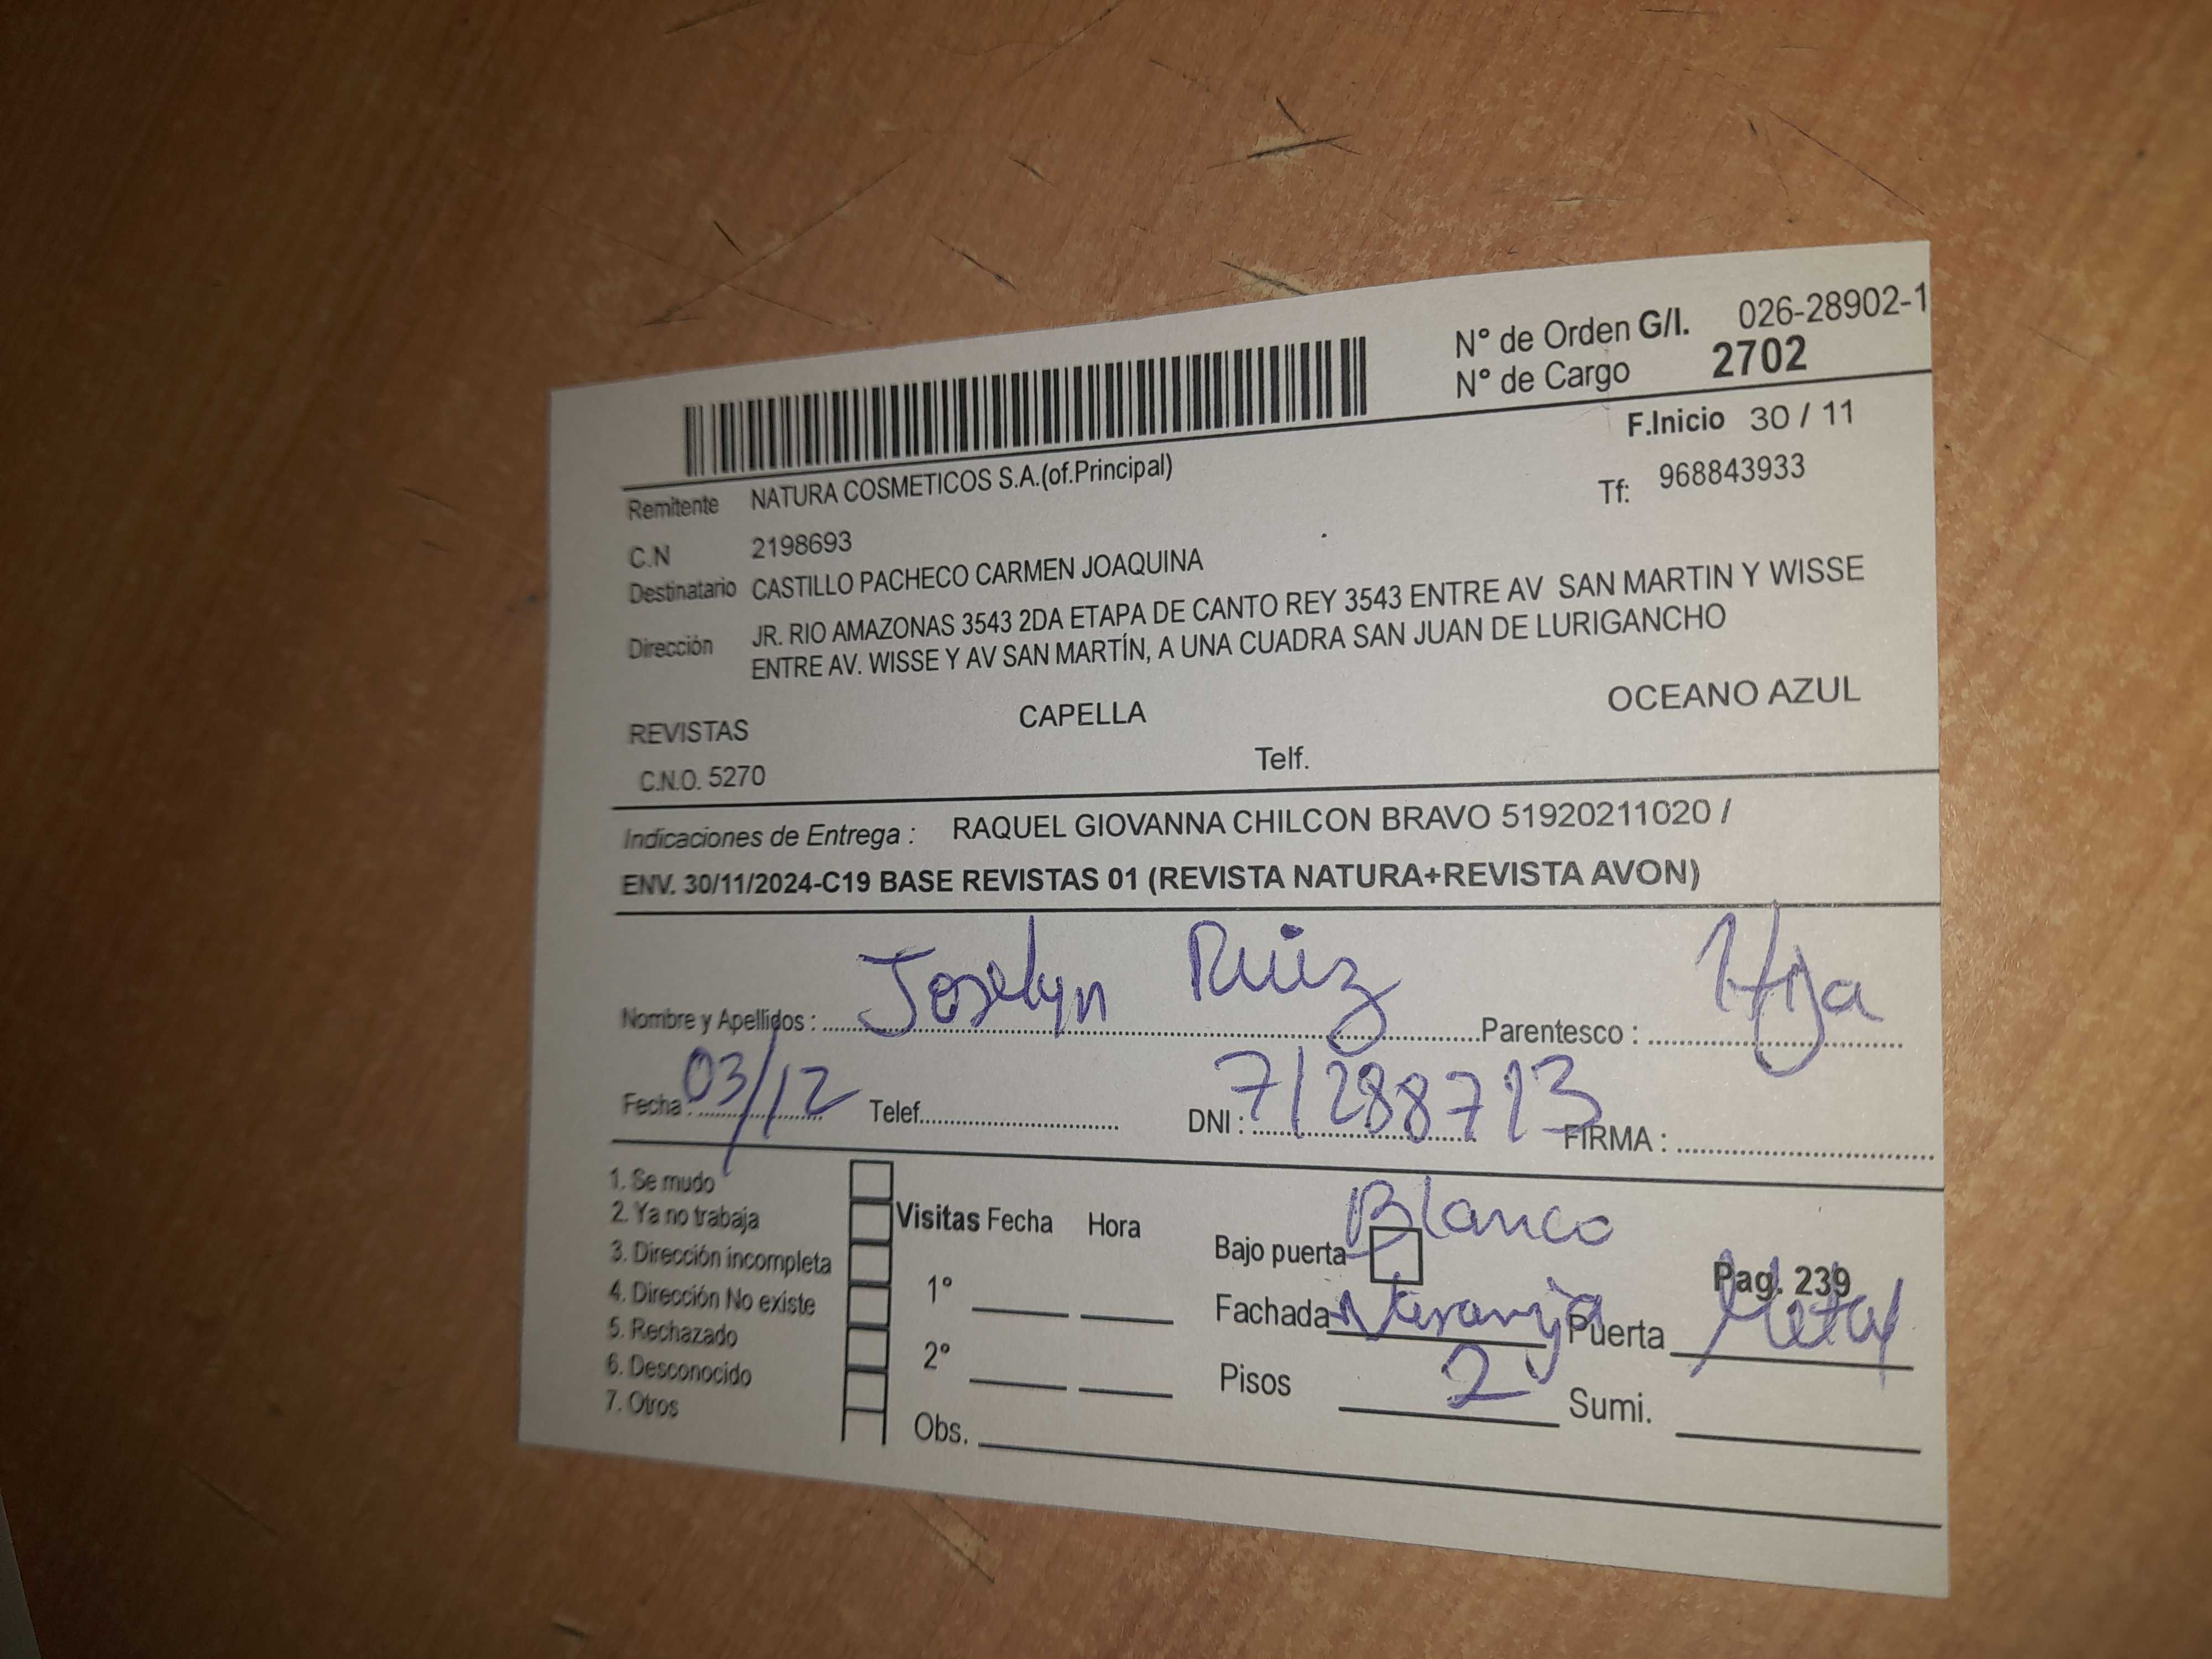 N° de Orden G/I. 026-28902-1
N° de Cargo 2702
F.Inicio 30 / 11
Remitente NATURA COSMETICOS S.A.(of.Principal)
Tf: 968843933
C.N 2198693
Destinatario CASTILLO PACHECO CARMEN JOAQUINA
Dirección JR. RIO AMAZONAS 3543 2DA ETAPA DE CANTO REY 3543 ENTRE AV SAN MARTIN Y WISSE
ENTRE AV. WISSE Y AV SAN MARTÍN, A UNA CUADRA SAN JUAN DE LURIGANCHO
REVISTAS CAPELLA OCEANO AZUL
C.N.O. 5270 Telf.
Indicaciones de Entrega : RAQUEL GIOVANNA CHILCON BRAVO 51920211020 /
ENV. 30/11/2024-C19 BASE REVISTAS 01 (REVISTA NATURA+REVISTA AVON)
Nombre y Apellidos : Joselyn Ruiz Parentesco : Hija
Fecha : 03/12 Telef. DNI : 71288713 FIRMA :
1. Se mudo
2. Ya no trabaja
3. Dirección incompleta
4. Dirección No existe
5. Rechazado
6. Desconocido
7. Otros
Visitas Fecha Hora
1°
2°
Obs.
Blanco
Bajo puerta
Pag. 239
Fachada Naranja Puerta Metal
Pisos 2 Sumi.